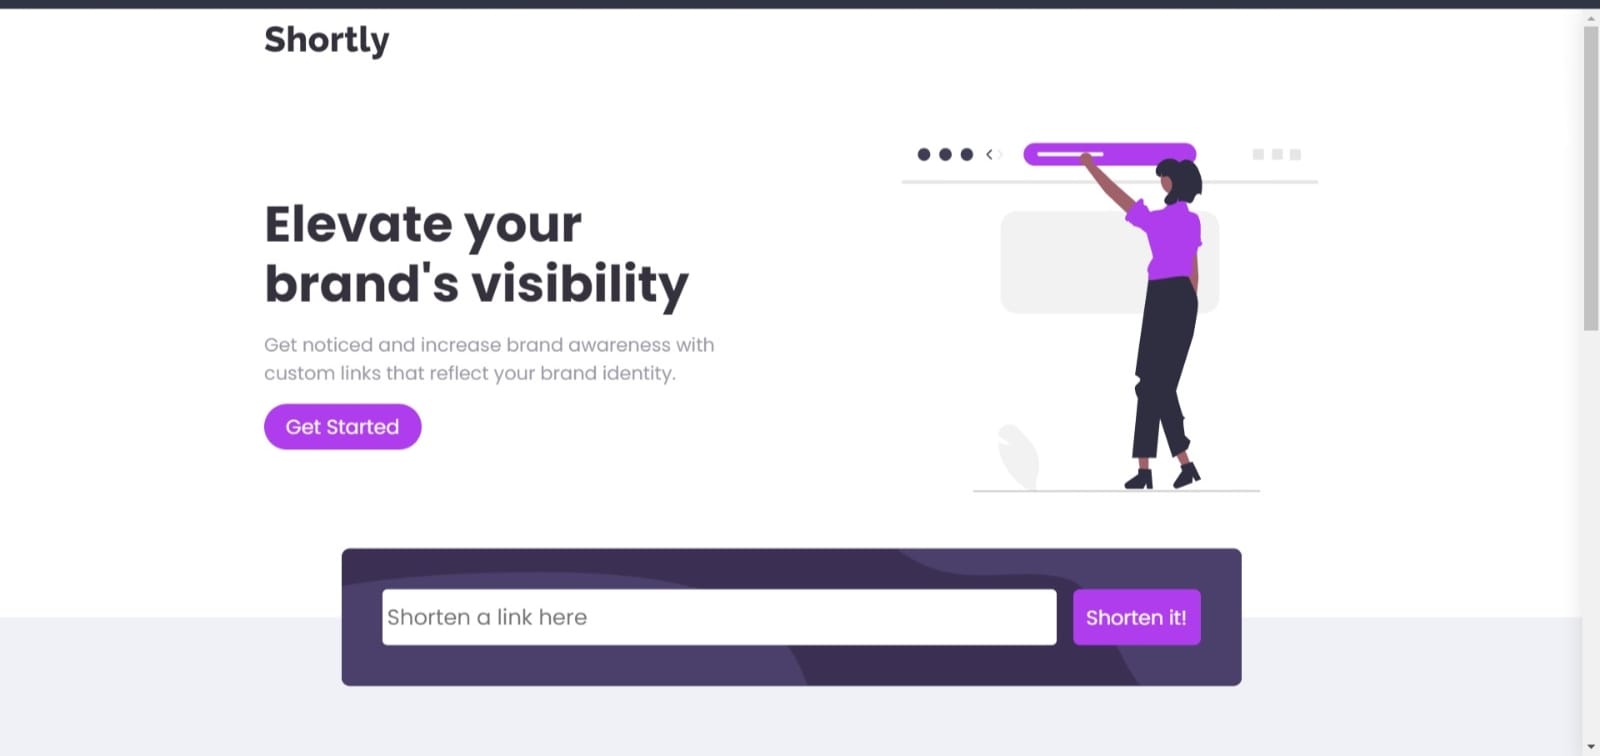 Shortly
Elevate your
brand's visibility
Get noticed and increase brand awareness with
custom links that reflect your brand identity.
Get Started
Shorten a link here
Shorten it!